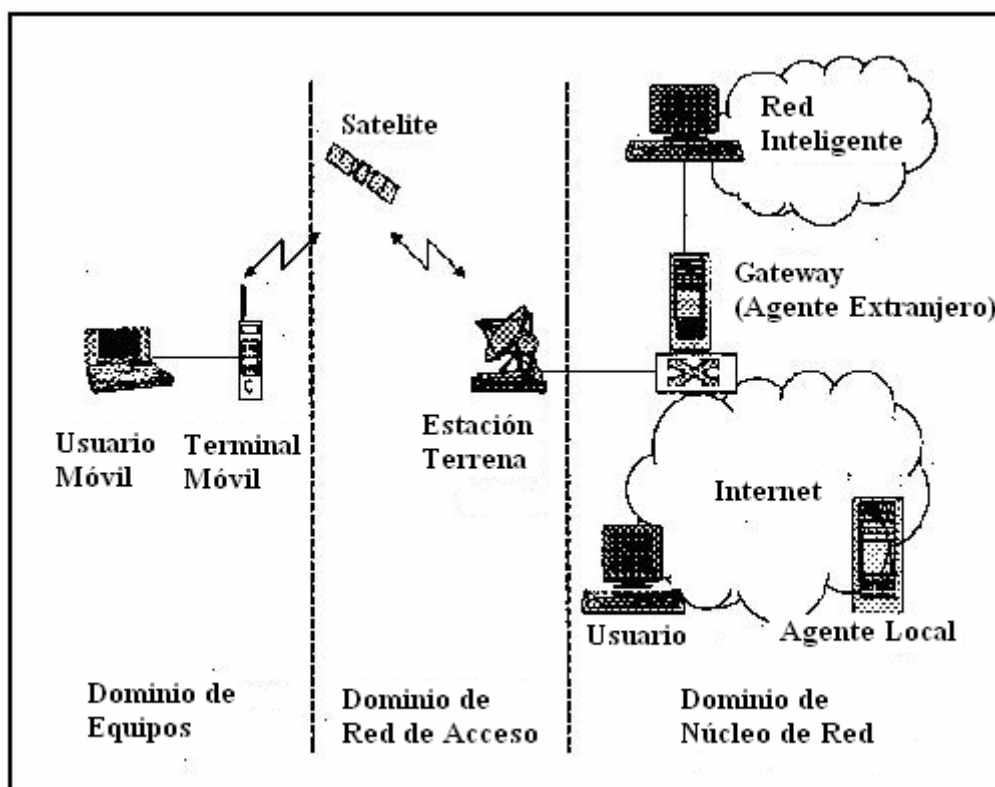 Red
Inteligente
Satelite
Gateway
(Agente Extranjero)
Usuario
Móvil
Terminal
Móvil
Estación
Terrena
Internet
Usuario
Agente Local
Dominio de
Equipos
Dominio de
Red de Acceso
Dominio de
Núcleo de Red